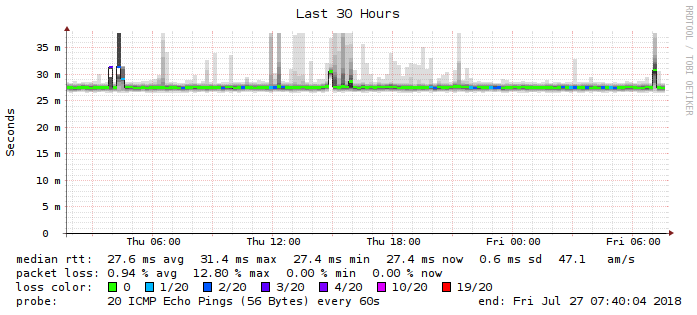 Last 30 Hours
RRDTOOL / TOBI OETIKER
Seconds
35 m
30 m
25 m
20 m
15 m
10 m
5 m
0
Thu 06:00 Thu 12:00 Thu 18:00 Fri 00:00 Fri 06:00
median rtt: 27.6 ms avg 31.4 ms max 27.4 ms min 27.4 ms now 0.6 ms sd 47.1 am/s
packet loss: 0.94 % avg 12.80 % max 0.00 % min 0.00 % now
loss color: 0 1/20 2/20 3/20 4/20 10/20 19/20
probe: 20 ICMP Echo Pings (56 Bytes) every 60s end: Fri Jul 27 07:40:04 2018